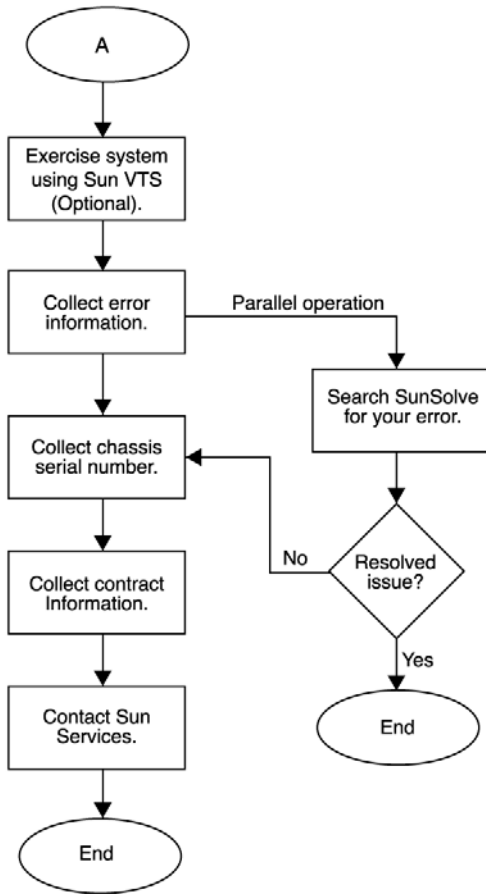 A
Exercise system
using Sun VTS
(Optional).
Collect error
information.
Parallel operation
Search SunSolve
for your error.
Collect chassis
serial number.
No
Resolved
issue?
Collect contract
Information.
Yes
Contact Sun
Services.
End
End